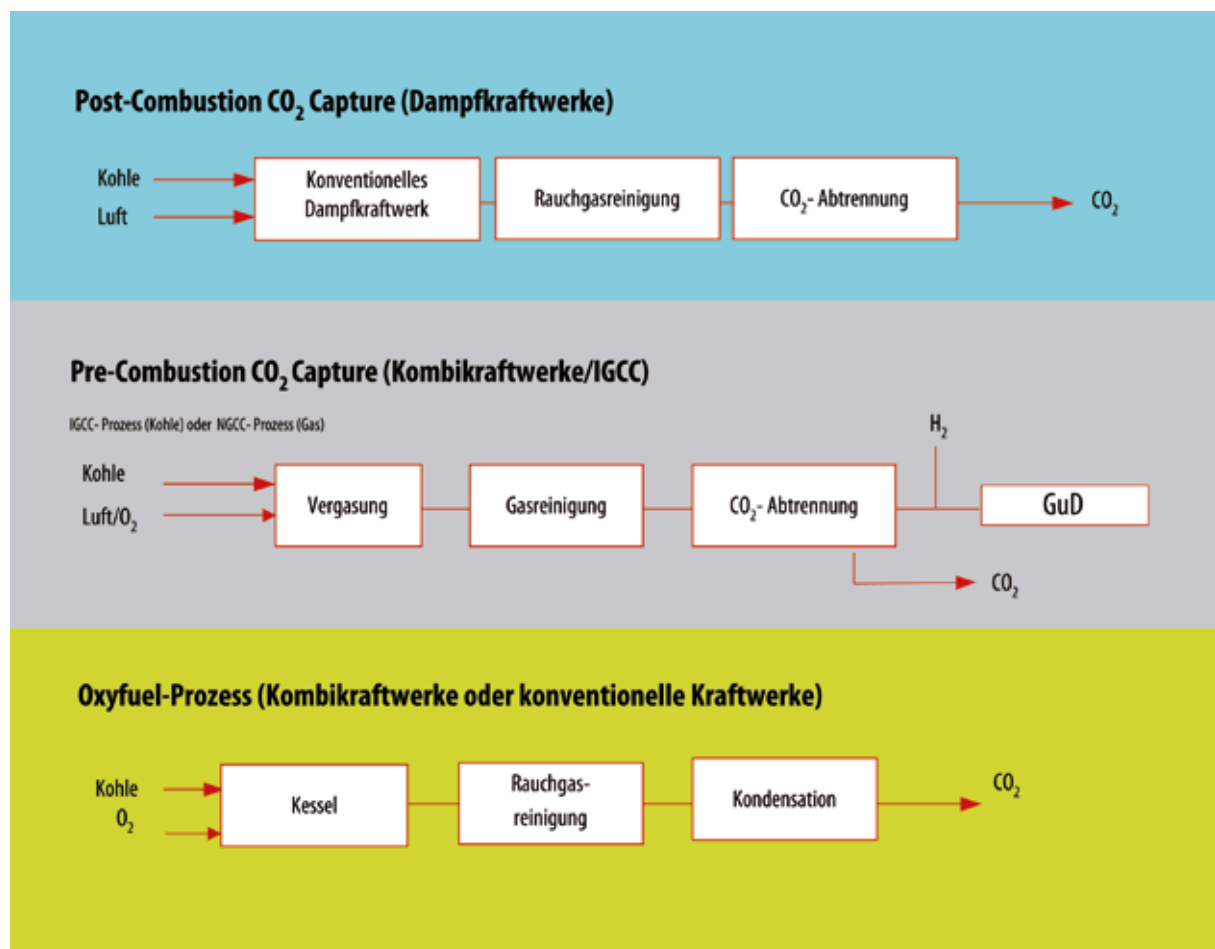 Post-Combustion CO₂ Capture (Dampfkraftwerke)
Kohle
Luft
Konventionelles
Dampfkraftwerk
Rauchgasreinigung
CO₂- Abtrennung
CO₂
Pre-Combustion CO₂ Capture (Kombikraftwerke/IGCC)
IGCC- Prozess (Kohle) oder NGCC- Prozess (Gas)
Kohle
Luft/O₂
Vergasung
Gasreinigung
CO₂- Abtrennung
H₂
GuD
CO₂
Oxyfuel-Prozess (Kombikraftwerke oder konventionelle Kraftwerke)
Kohle
O₂
Kessel
Rauchgas-
reinigung
Kondensation
CO₂